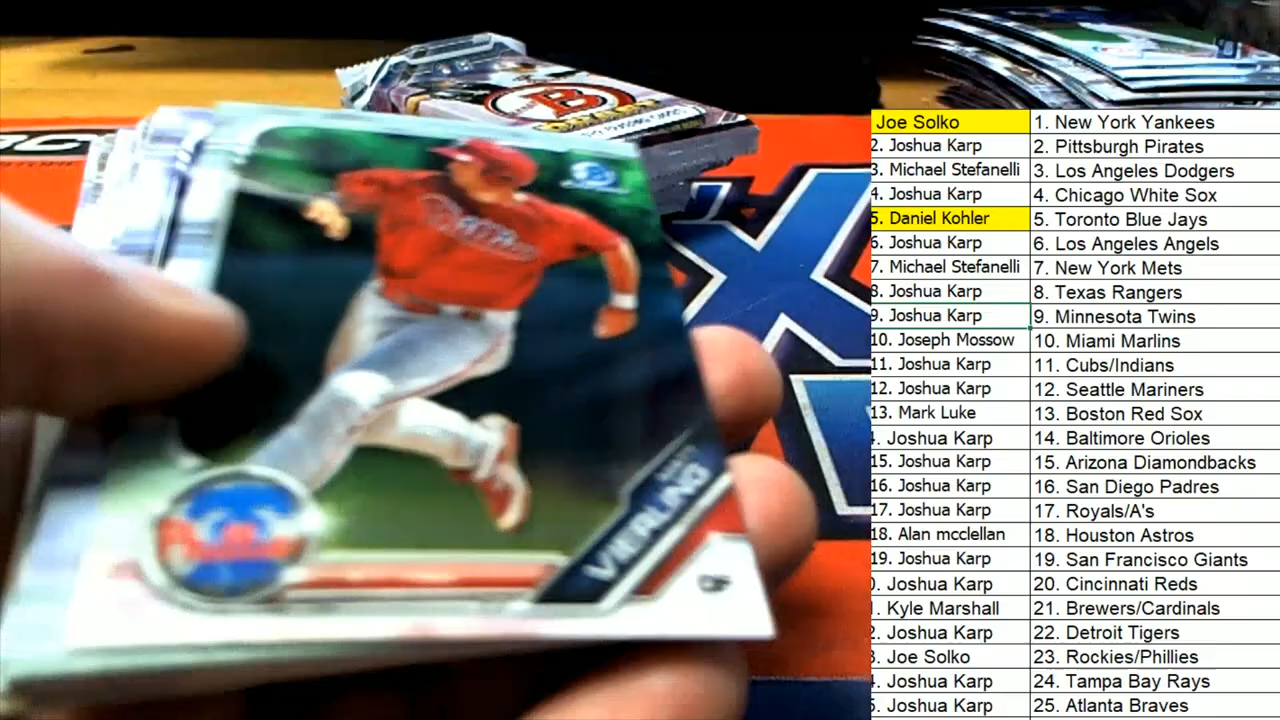 B
VIERLING
CF
Joe Solko 1. New York Yankees
2. Joshua Karp 2. Pittsburgh Pirates
3. Michael Stefanelli 3. Los Angeles Dodgers
4. Joshua Karp 4. Chicago White Sox
5. Daniel Kohler 5. Toronto Blue Jays
6. Joshua Karp 6. Los Angeles Angels
7. Michael Stefanelli 7. New York Mets
8. Joshua Karp 8. Texas Rangers
9. Joshua Karp 9. Minnesota Twins
10. Joseph Mossow 10. Miami Marlins
11. Joshua Karp 11. Cubs/Indians
12. Joshua Karp 12. Seattle Mariners
13. Mark Luke 13. Boston Red Sox
4. Joshua Karp 14. Baltimore Orioles
15. Joshua Karp 15. Arizona Diamondbacks
16. Joshua Karp 16. San Diego Padres
17. Joshua Karp 17. Royals/A's
18. Alan mcclellan 18. Houston Astros
19. Joshua Karp 19. San Francisco Giants
0. Joshua Karp 20. Cincinnati Reds
1. Kyle Marshall 21. Brewers/Cardinals
2. Joshua Karp 22. Detroit Tigers
3. Joe Solko 23. Rockies/Phillies
4. Joshua Karp 24. Tampa Bay Rays
5. Joshua Karp 25. Atlanta Braves